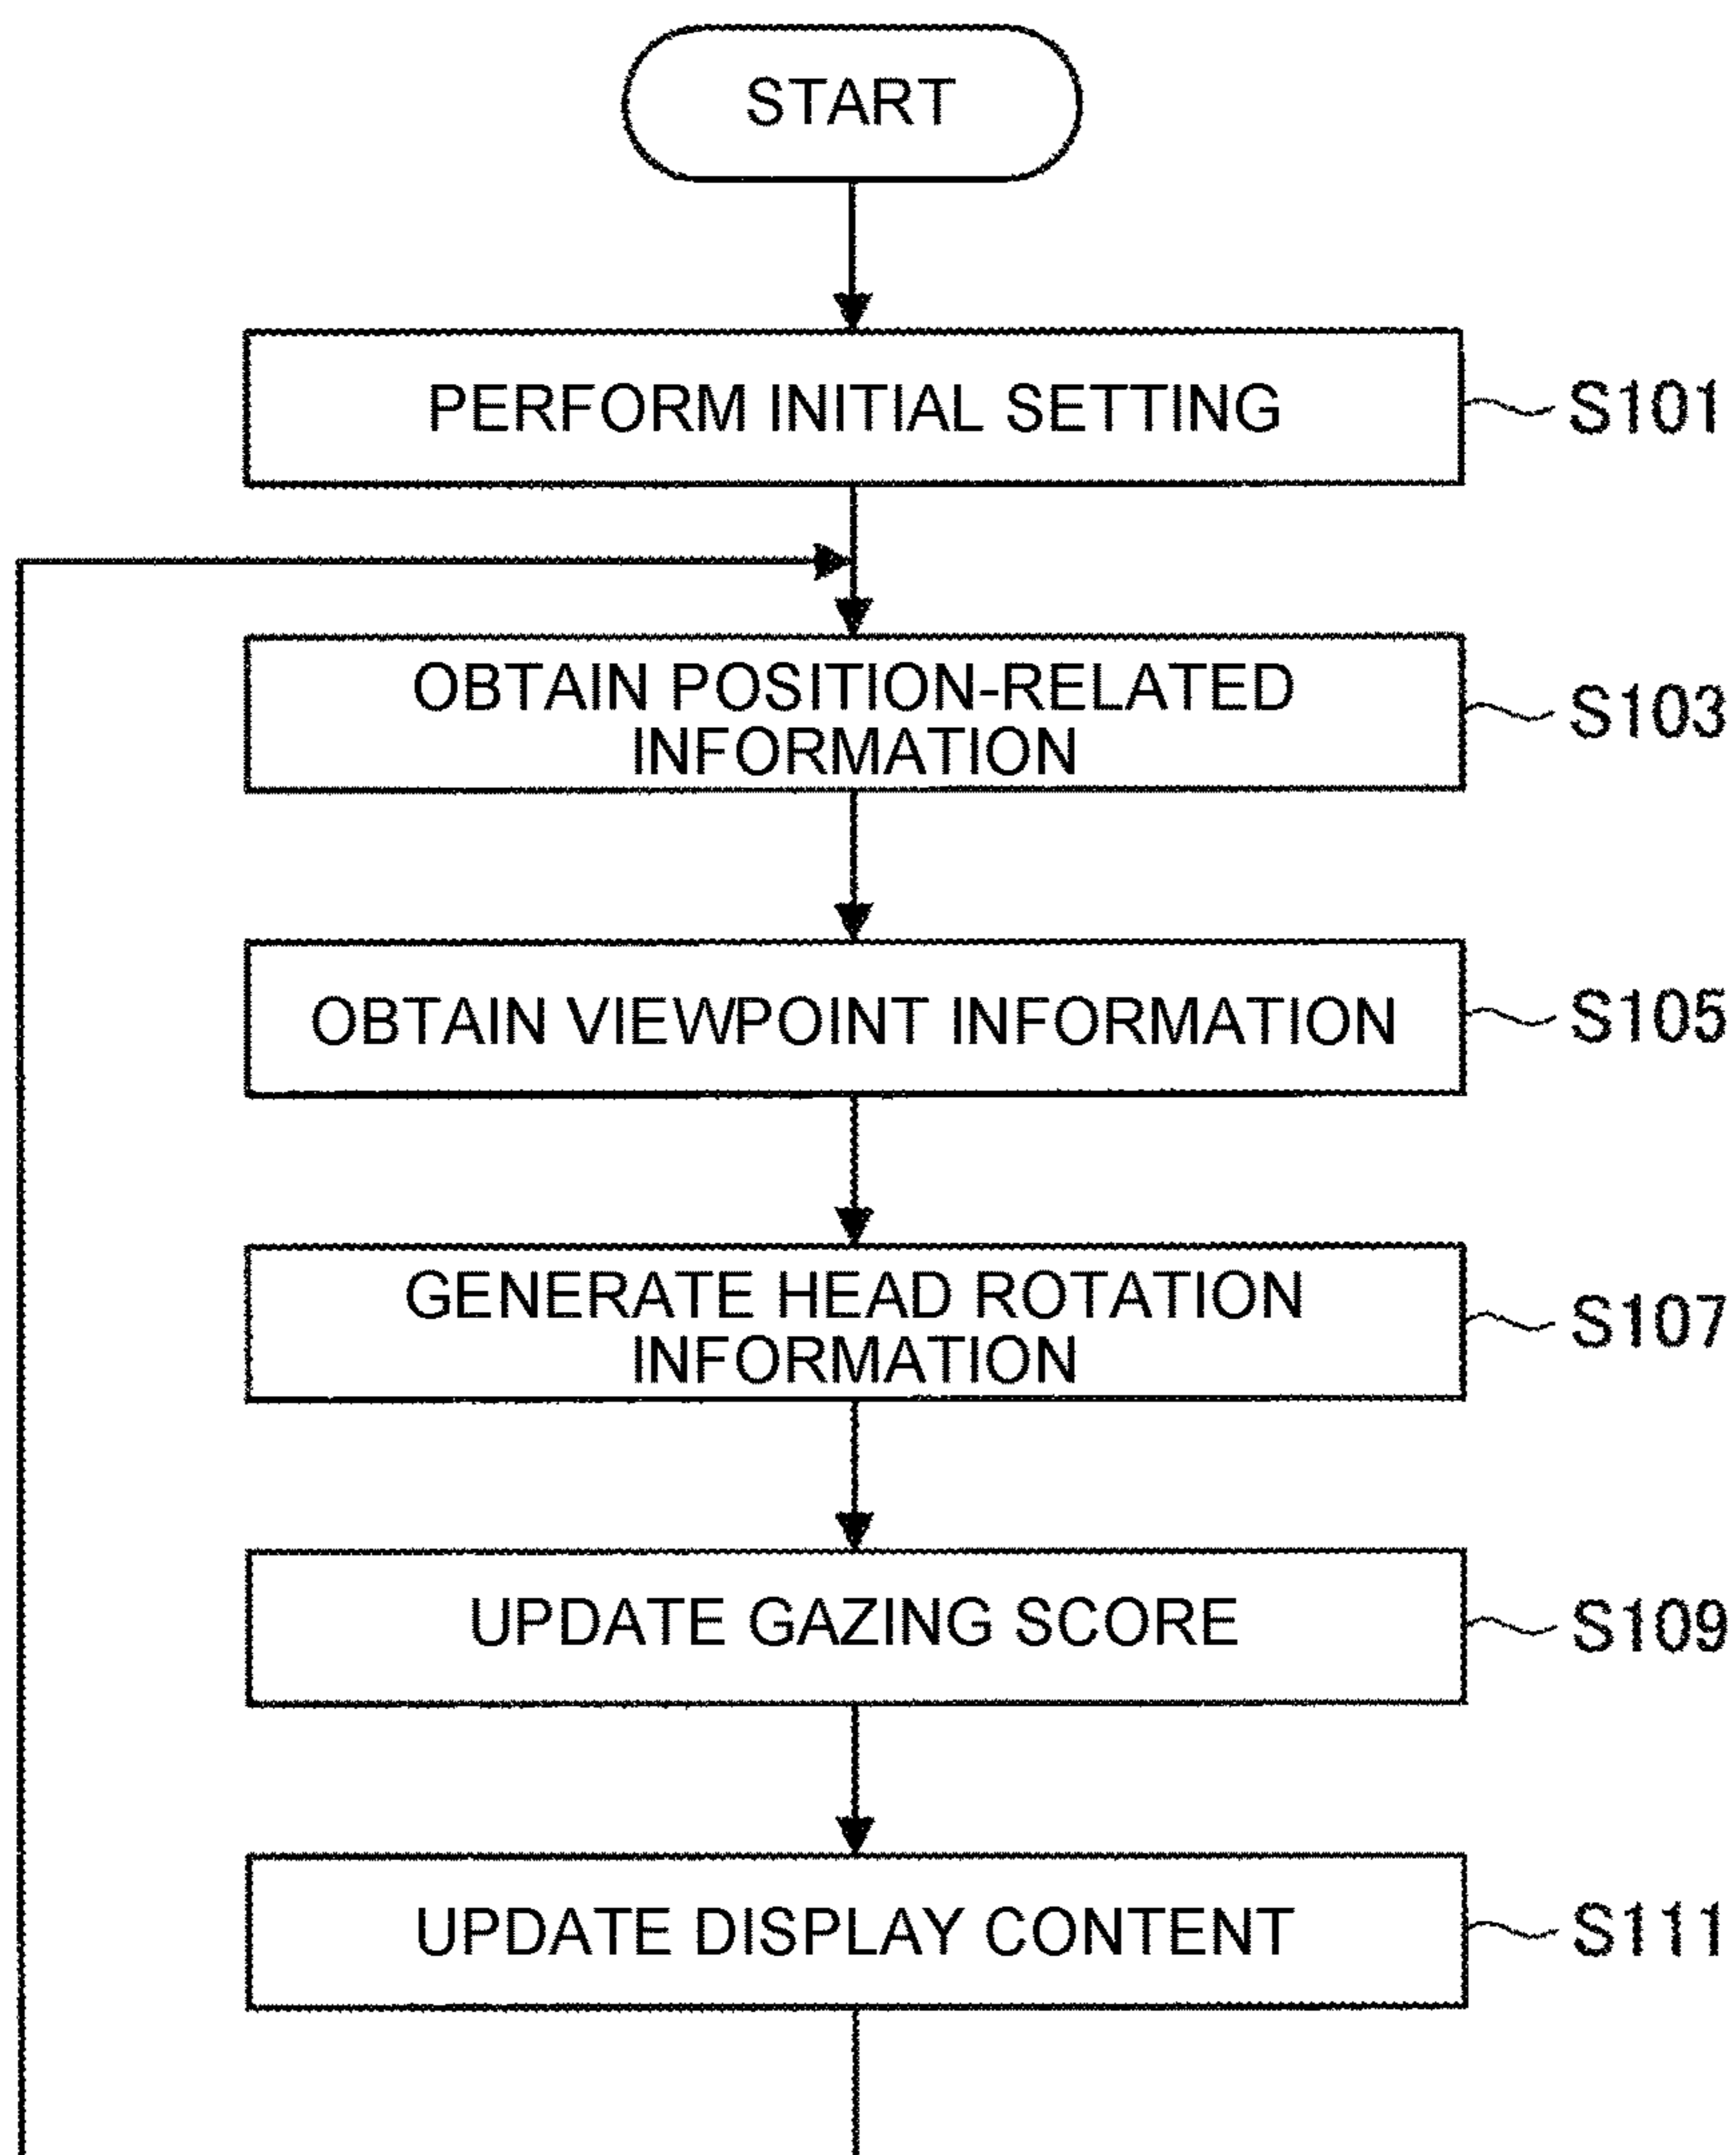 START
PERFORM INITIAL SETTING
S101
OBTAIN POSITION-RELATED
INFORMATION
S103
OBTAIN VIEWPOINT INFORMATION
S105
GENERATE HEAD ROTATION
INFORMATION
S107
UPDATE GAZING SCORE
S109
UPDATE DISPLAY CONTENT
S111